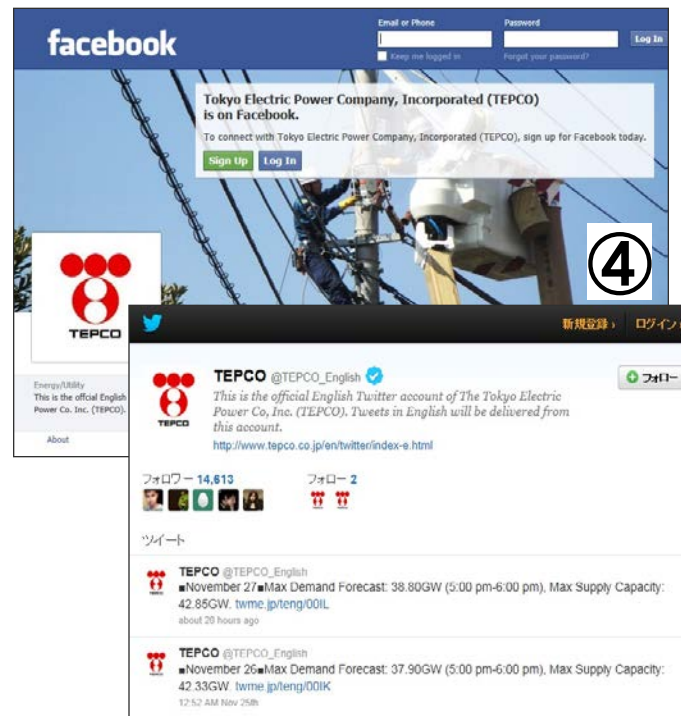 facebook
Email or Phone
Password
Log In
Keep me logged in
Forgot your password?
Tokyo Electric Power Company, Incorporated (TEPCO)
is on Facebook.
To connect with Tokyo Electric Power Company, Incorporated (TEPCO), sign up for Facebook today.
Sign Up Log In
④
TEPCO
Energy/Utility
This is the offcial English
Power Co. Inc. (TEPCO).
About
新規登録› ログイン›
TEPCO @TEPCO_English
This is the official English Twitter account of The Tokyo Electric
Power Co, Inc. (TEPCO). Tweets in English will be delivered from
this account.
http://www.tepco.co.jp/en/twitter/index-e.html
フォロー
TEPCO
フォロワー 14,613 フォロー 2
ツイート
TEPCO @TEPCO_English
■November 27■Max Demand Forecast: 38.80GW (5:00 pm-6:00 pm), Max Supply Capacity:
42.85GW. twme.jp/teng/00IL
about 20 hours ago
TEPCO @TEPCO_English
■November 26■Max Demand Forecast: 37.90GW (5:00 pm-6:00 pm), Max Supply Capacity:
42.33GW. twme.jp/teng/00IK
12:52 AM Nov 25th